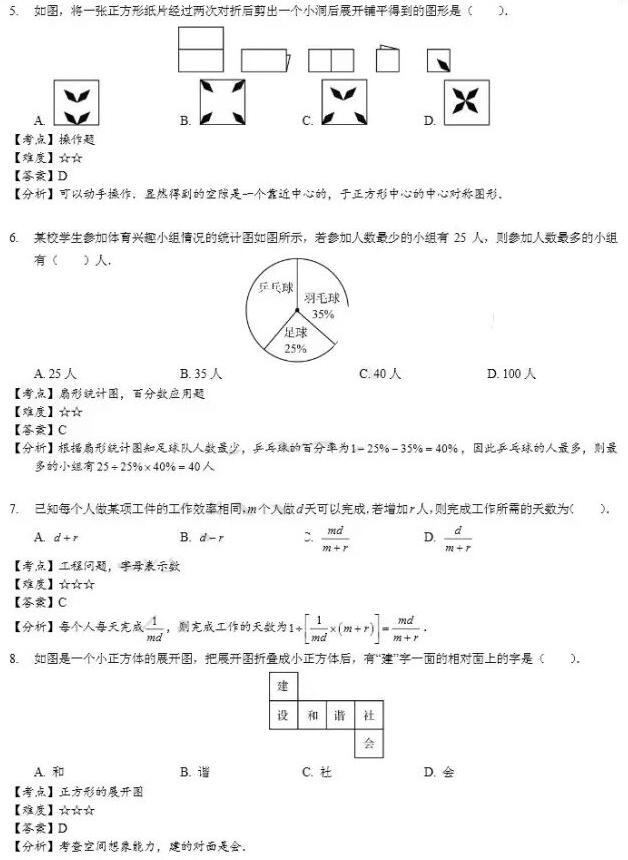 5. 如图，将一张正方形纸片经过两次对折后剪出一个小洞后展开铺平得到的图形是（ ）．
A. B. C. D.
【考点】操作题
【难度】☆☆
【答案】D
【分析】可以动手操作．显然得到的空隙是一个靠近中心的，于正方形中心的中心对称图形．
6. 某校学生参加体育兴趣小组情况的统计图如图所示，若参加人数最少的小组有 25 人，则参加人数最多的小组
有（ ）人．
乒乓球
羽毛球
35%
足球
25%
A. 25 人 B. 35 人 C. 40 人 D. 100 人
【考点】扇形统计图，百分数应用题
【难度】☆☆
【答案】C
【分析】根据扇形统计图知足球队人数最少，乒乓球的百分率为1－25%－35%＝40%，因此乒乓球的人最多，则最
多的小组有 25÷25%×40%＝40 人
7. 已知每个人做某项工件的工作效率相同，m 个人做 d 天可以完成，若增加 r 人，则完成工作所需的天数为（ ）．
A. d+r B. d−r C. md/(m+r) D. d/(m+r)
【考点】工程问题，字母表示数
【难度】☆☆☆
【答案】C
【分析】每个人每天完成 1/md，则完成工作的天数为 1÷[1/md×(m+r)]=md/(m+r)．
8. 如图是一个小正方体的展开图，把展开图折叠成小正方体后，有“建”字一面的相对面上的字是（ ）．
建
设 和 谐 社
会
A. 和 B. 谐 C. 社 D. 会
【考点】正方形的展开图
【难度】☆☆☆
【答案】D
【分析】考查空间想象能力，建的对面是会．